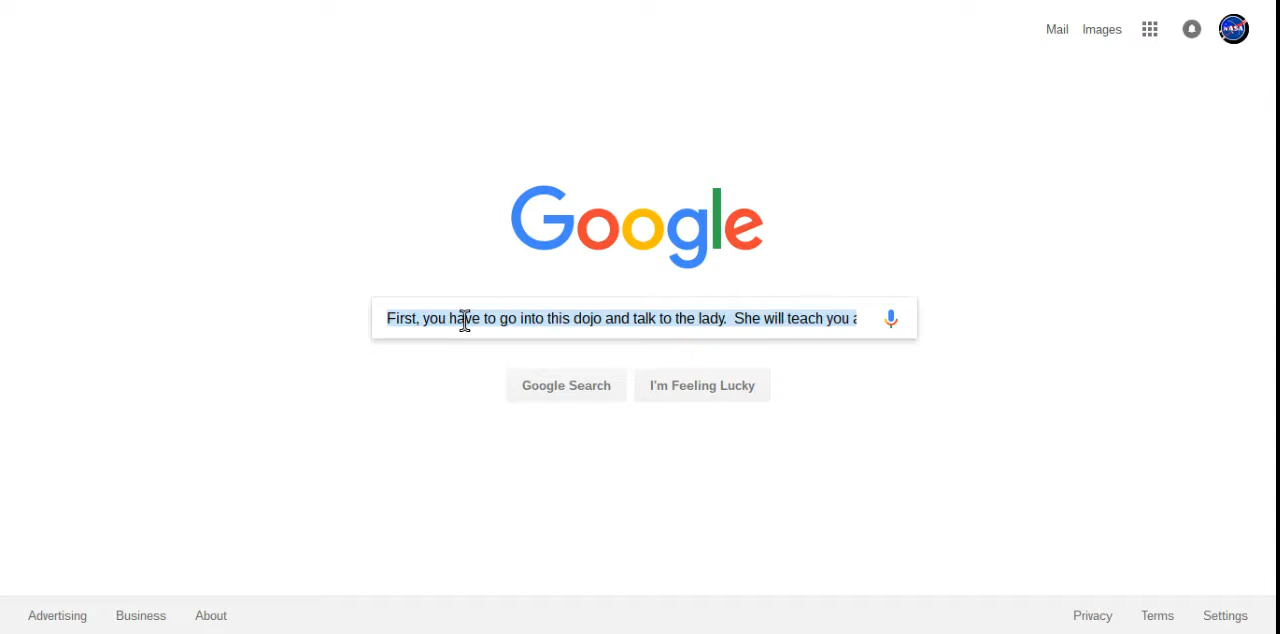 Mail Images
NASA
Google
First, you have to go into this dojo and talk to the lady.  She will teach you a
Google Search I'm Feeling Lucky
Advertising Business About Privacy Terms Settings